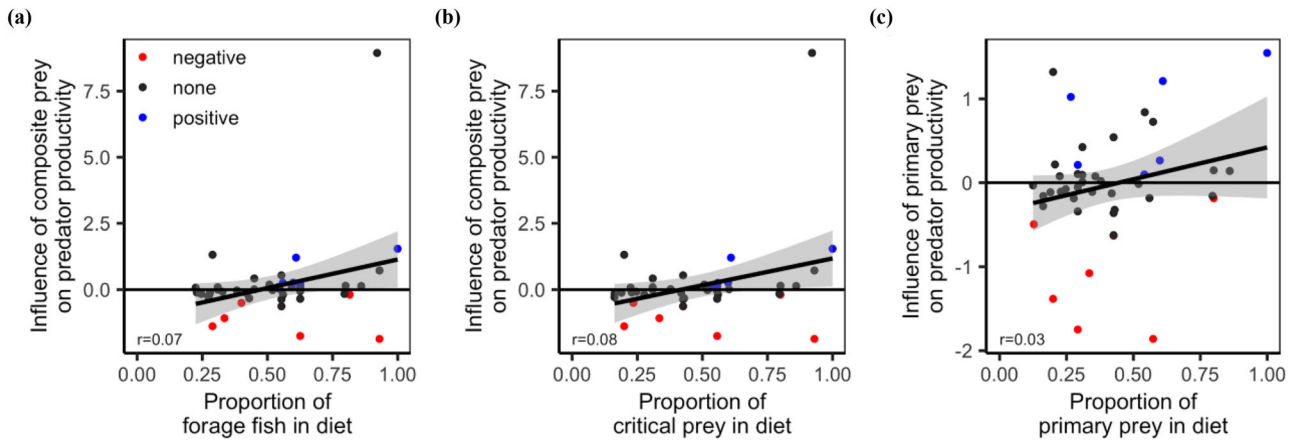 (a)
Influence of composite prey
on predator productivity
negative
none
positive
7.5
5.0
2.5
0.0
r=0.07
0.00 0.25 0.50 0.75 1.00
Proportion of
forage fish in diet
(b)
Influence of composite prey
on predator productivity
7.5
5.0
2.5
0.0
r=0.08
0.00 0.25 0.50 0.75 1.00
Proportion of
critical prey in diet
(c)
Influence of primary prey
on predator productivity
1
0
-1
-2
r=0.03
0.00 0.25 0.50 0.75 1.00
Proportion of
primary prey in diet